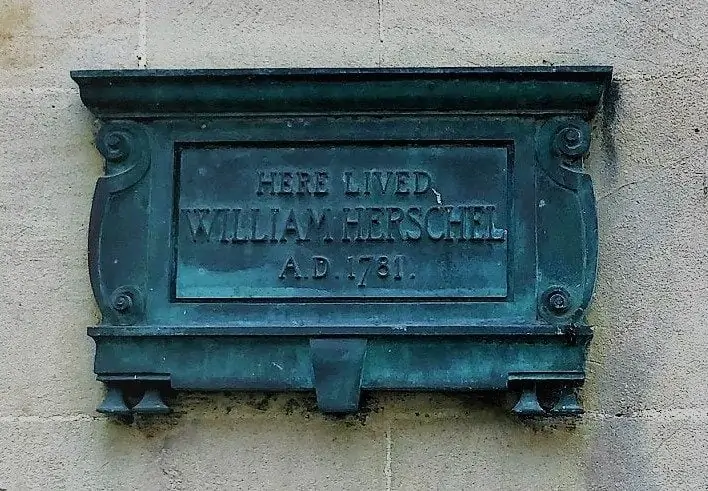 HERE LIVED
WILLIAM HERSCHEL
A.D. 1781.